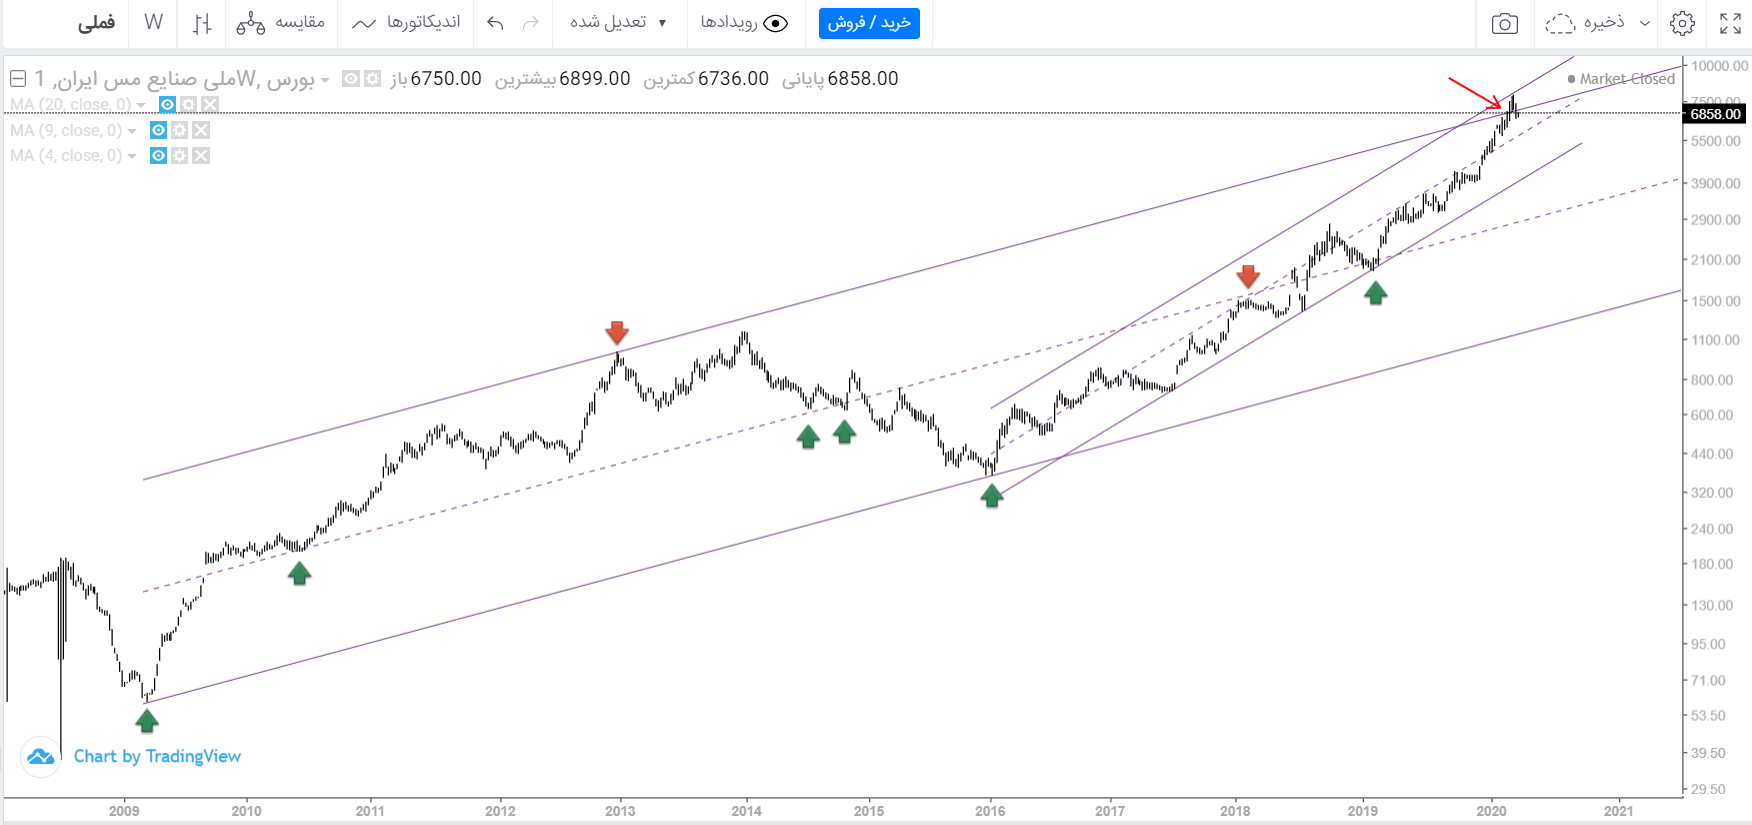 فملی W مقایسه اندیکاتورها تعدیل شده رویدادها خرید / فروش ذخیره
ملی صنایع مس ایران, 1W, بورس باز 6750.00 بیشترین 6899.00 کمترین 6736.00 پایانی 6858.00
Market Closed
MA (20, close, 0)
MA (9, close, 0)
MA (4, close, 0)
10000.00
7500.00
6858.00
5500.00
3900.00
2900.00
2100.00
1500.00
1100.00
800.00
600.00
440.00
320.00
240.00
180.00
130.00
95.00
71.00
53.50
39.50
29.50
Chart by TradingView
2009 2010 2011 2012 2013 2014 2015 2016 2017 2018 2019 2020 2021